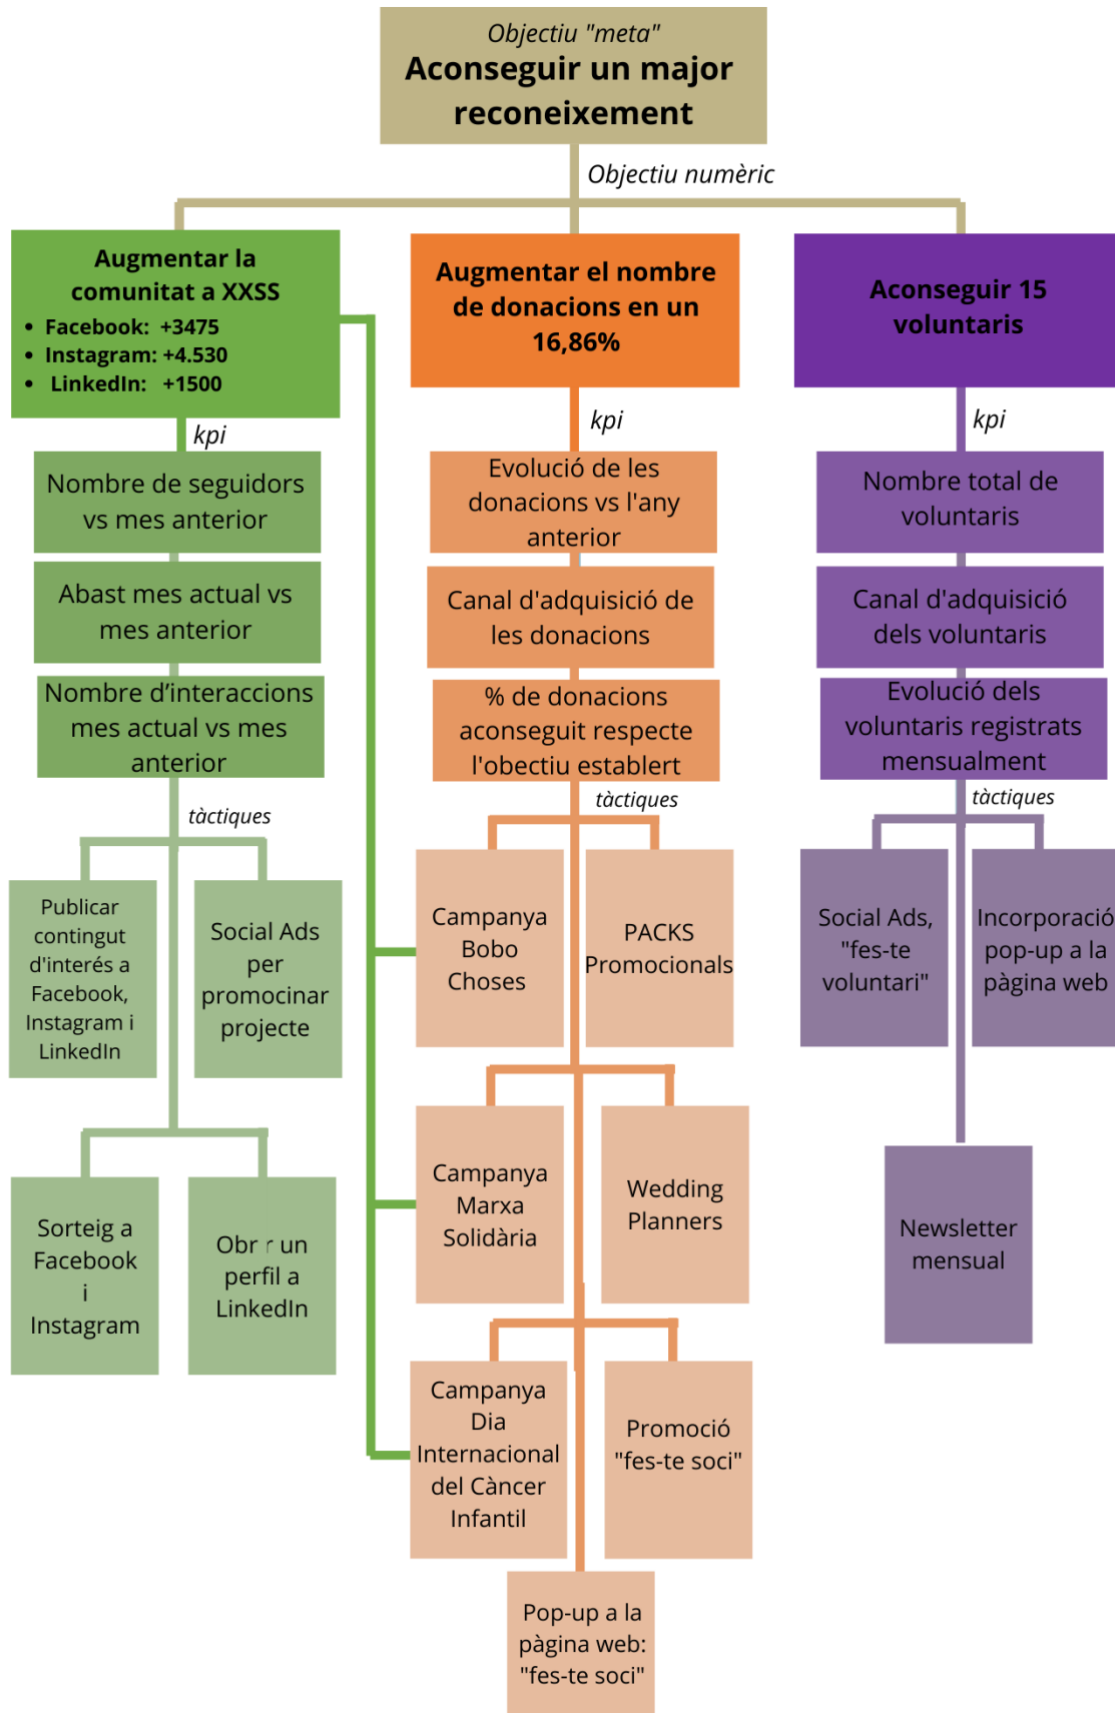 Objectiu "meta"
Aconseguir un major
reconeixement
Objectiu numèric
Augmentar la
comunitat a XXSS
• Facebook: +3475
• Instagram: +4.530
• LinkedIn: +1500
kpi
Nombre de seguidors
vs mes anterior
Abast mes actual vs
mes anterior
Nombre d'interaccions
mes actual vs mes
anterior
tàctiques
Publicar
contingut
d'interés a
Facebook,
Instagram i
LinkedIn
Social Ads
per
promocinar
projecte
Sorteig a
Facebook
i
Instagram
Obr r un
perfil a
LinkedIn
Augmentar el nombre
de donacions en un
16,86%
kpi
Evolució de les
donacions vs l'any
anterior
Canal d'adquisició de
les donacions
% de donacions
aconseguit respecte
l'obectiu establert
tàctiques
Campanya
Bobo
Choses
PACKS
Promocionals
Campanya
Marxa
Solidària
Wedding
Planners
Campanya
Dia
Internacional
del Càncer
Infantil
Promoció
"fes-te soci"
Pop-up a la
pàgina web:
"fes-te soci"
Aconseguir 15
voluntaris
kpi
Nombre total de
voluntaris
Canal d'adquisició
dels voluntaris
Evolució dels
voluntaris registrats
mensualment
tàctiques
Social Ads,
"fes-te
voluntari"
Incorporació
pop-up a la
pàgina web
Newsletter
mensual